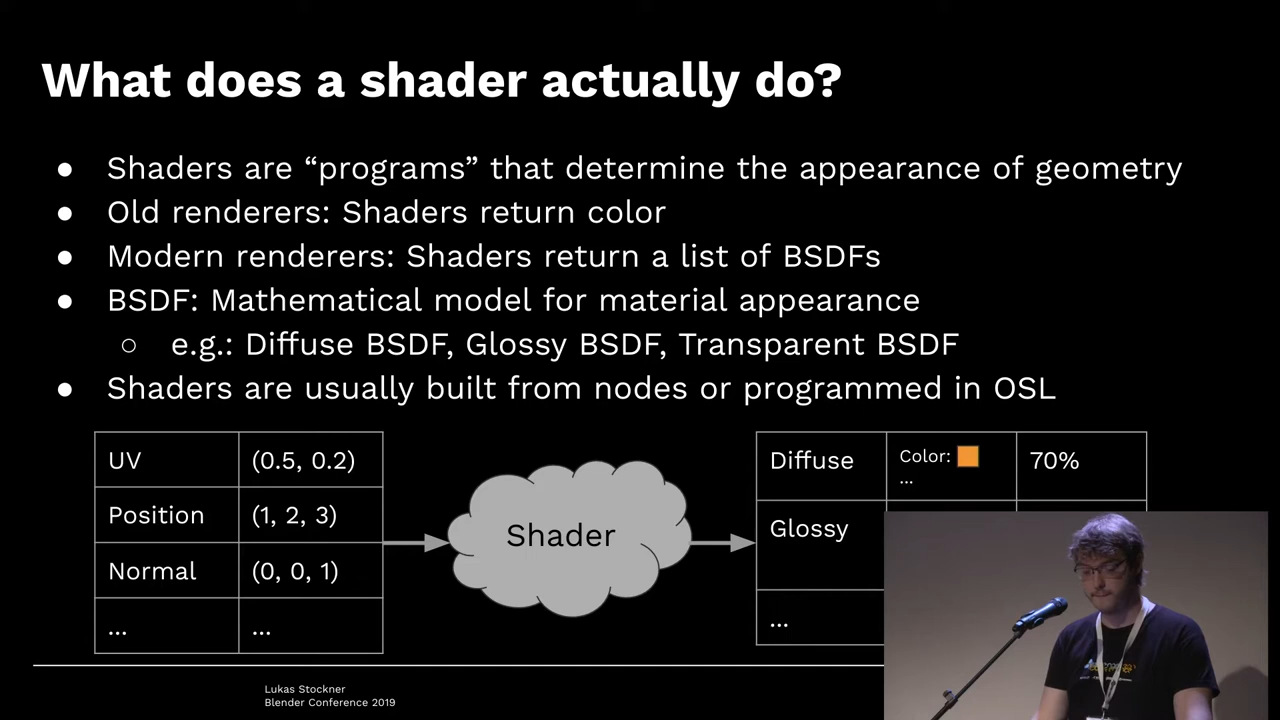 What does a shader actually do?
● Shaders are “programs” that determine the appearance of geometry
● Old renderers: Shaders return color
● Modern renderers: Shaders return a list of BSDFs
● BSDF: Mathematical model for material appearance
○ e.g.: Diffuse BSDF, Glossy BSDF, Transparent BSDF
● Shaders are usually built from nodes or programmed in OSL
UV (0.5, 0.2)
Position (1, 2, 3)
Normal (0, 0, 1)
... ...
Shader
Diffuse Color: 70%
...
Glossy
...
Lukas Stockner
Blender Conference 2019